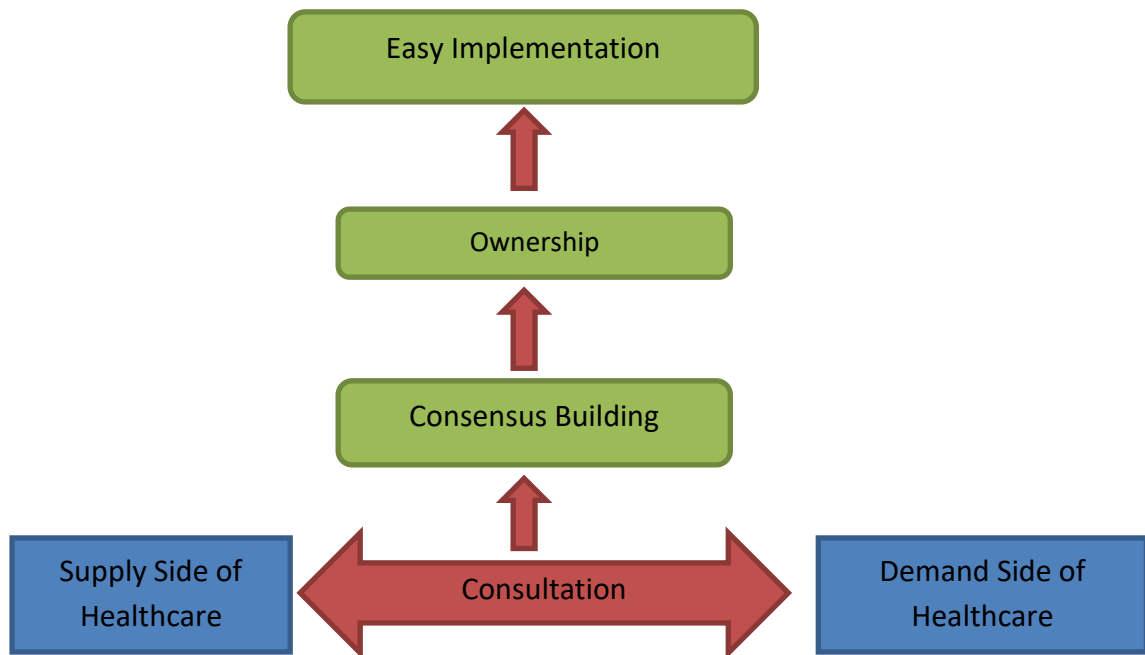 Easy Implementation
Ownership
Consensus Building
Supply Side of
Healthcare
Consultation
Demand Side of
Healthcare